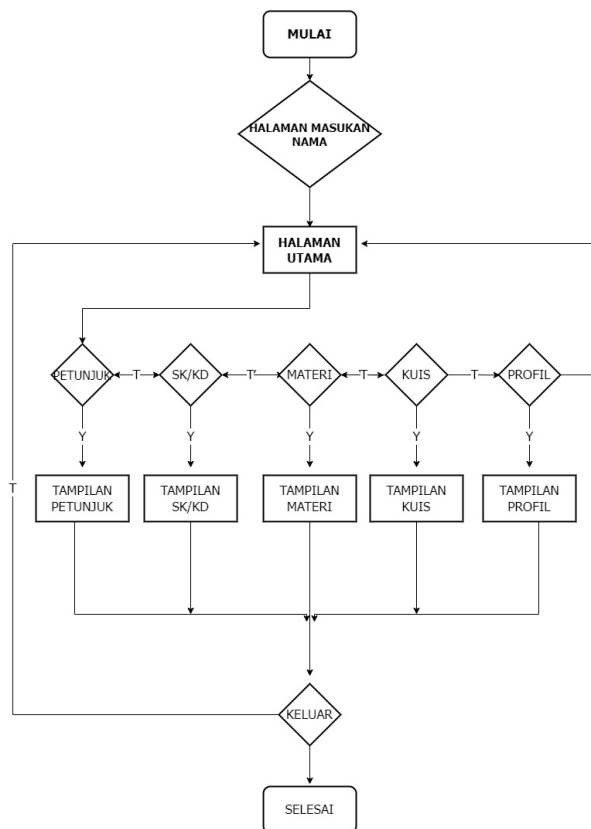 MULAI
HALAMAN MASUKAN
NAMA
HALAMAN
UTAMA
PETUNJUK
T
SK/KD
T
MATERI
T
KUIS
T
PROFIL
Y
Y
Y
Y
Y
T
TAMPILAN
PETUNJUK
TAMPILAN
SK/KD
TAMPILAN
MATERI
TAMPILAN
KUIS
TAMPILAN
PROFIL
KELUAR
SELESAI